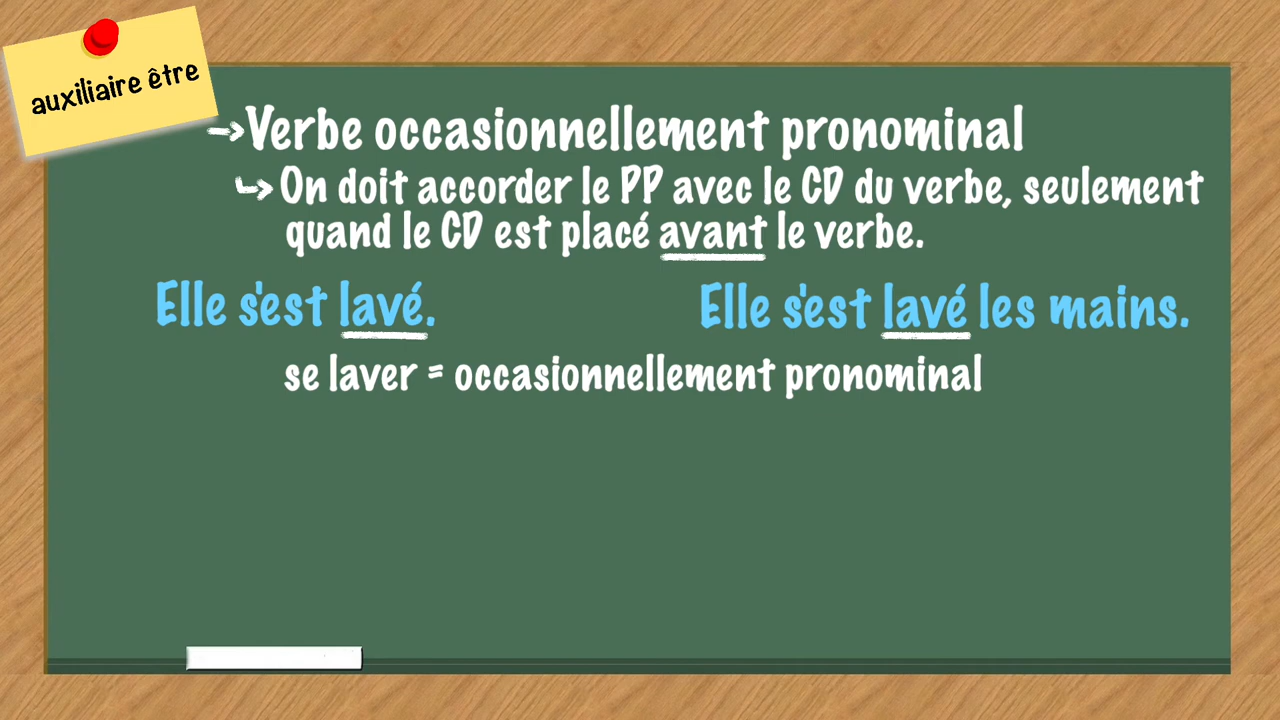 auxiliaire être
→Verbe occasionnellement pronominal
↳On doit accorder le PP avec le CD du verbe, seulement
quand le CD est placé avant le verbe.
Elle s'est lavé.
Elle s'est lavé les mains.
se laver = occasionnellement pronominal